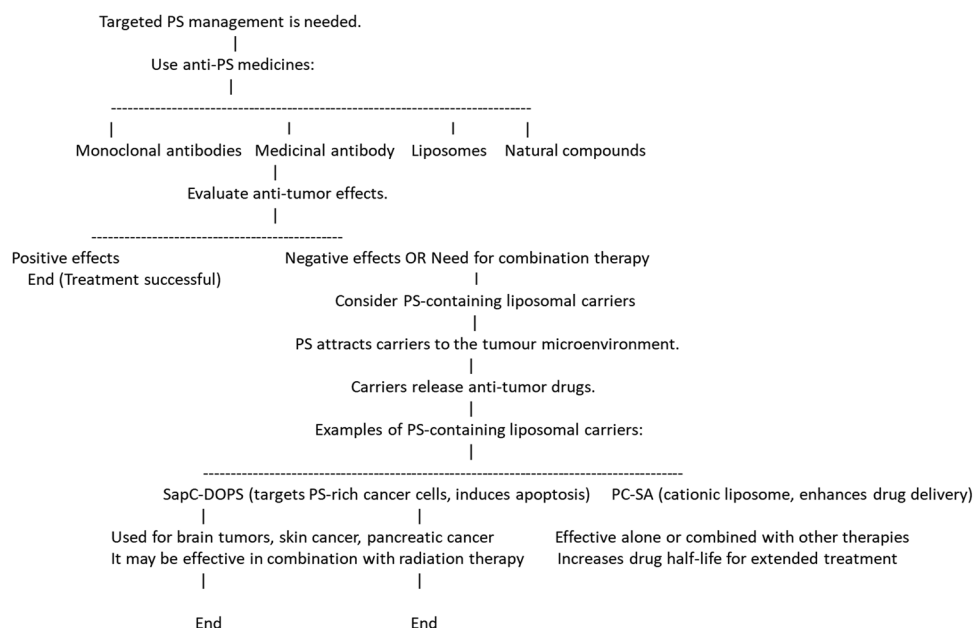 Targeted PS management is needed.
Use anti-PS medicines:
Monoclonal antibodies Medicinal antibody Liposomes Natural compounds
Evaluate anti-tumor effects.
Positive effects Negative effects OR Need for combination therapy
End (Treatment successful)
Consider PS-containing liposomal carriers
PS attracts carriers to the tumour microenvironment.
Carriers release anti-tumor drugs.
Examples of PS-containing liposomal carriers:
SapC-DOPS (targets PS-rich cancer cells, induces apoptosis) PC-SA (cationic liposome, enhances drug delivery)
Used for brain tumors, skin cancer, pancreatic cancer Effective alone or combined with other therapies
It may be effective in combination with radiation therapy Increases drug half-life for extended treatment
End End